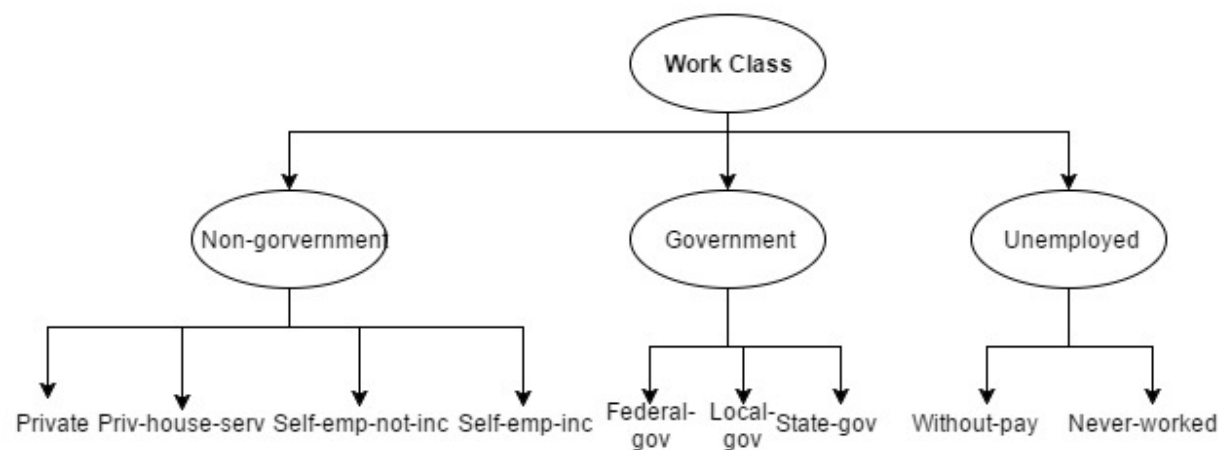 Work Class
Non-gorvernment
Government
Unemployed
Private
Priv-house-serv
Self-emp-not-inc
Self-emp-inc
Federal-
gov
Local-
gov
State-gov
Without-pay
Never-worked